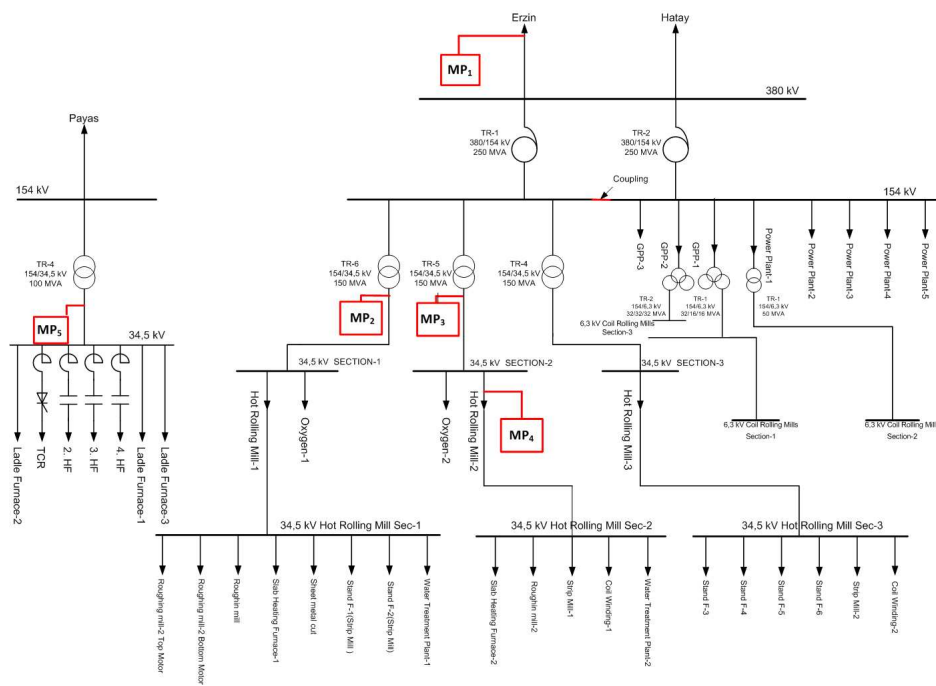 Erzin
Hatay
MP1
380 kV
Payas
TR-1
380/154 kV
250 MVA
TR-2
380/154 kV
250 MVA
Coupling
154 kV
154 kV
TR-4
154/34,5 kV
100 MVA
TR-6
154/34,5 kV
150 MVA
TR-5
154/34,5 kV
150 MVA
TR-4
154/34,5 kV
150 MVA
GPP-3
GPP-2
GPP-1
Power Plant-1
Power Plant-2
Power Plant-3
Power Plant-4
Power Plant-5
TR-2
154/6,3 kV
32/32/32 MVA
TR-1
154/6,3 kV
32/16/16 MVA
TR-1
154/6,3 kV
50 MVA
MP5
MP2
MP3
6,3 kV Coil Rolling Mills
Section-3
34,5 kV
34,5 kV SECTION-1
34,5 kV SECTION-2
34,5 kV SECTION-3
Hot Rolling Mill-1
Oxygen-1
Oxygen-2
Hot Rolling Mill-2
MP4
Hot Rolling Mill-3
6,3 kV Coil Rolling Mills
Section-1
6,3 kV Coil Rolling Mills
Section-2
Ladle Furnace-2
TCR
2. HF
3. HF
4. HF
Ladle Furnace-1
Ladle Furnace-3
34,5 kV Hot Rolling Mill Sec-1
34,5 kV Hot Rolling Mill Sec-2
34,5 kV Hot Rolling Mill Sec-3
Roughing mill-2 Top Motor
Roughing mill-2 Bottom Motor
Roughin mill
Slab Heating Furnace-1
Sheet metal cut
Stand F-1(Strip Mill )
Stand F-2(Strip Mill)
Water Treatment Plant-1
Slab Heating Furnace-2
Roughin mill-2
Strip Mill-1
Coil Winding-1
Water Treatment Plant-2
Stand F-3
Stand F-4
Stand F-5
Stand F-6
Strip Mill-2
Coil Winding-2